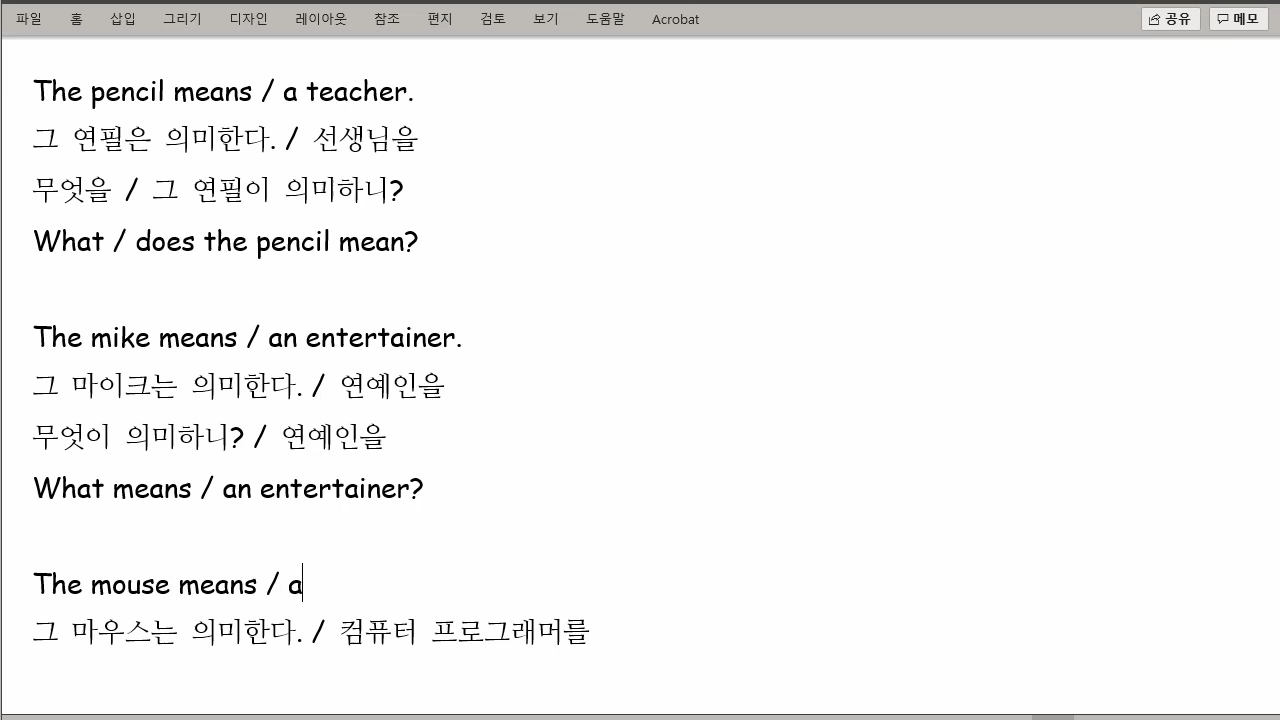 파일 홈 삽입 그리기 디자인 레이아웃 참조 편지 검토 보기 도움말 Acrobat 공유 메모
The pencil means / a teacher.
그 연필은 의미한다. / 선생님을
무엇을 / 그 연필이 의미하니?
What / does the pencil mean?
The mike means / an entertainer.
그 마이크는 의미한다. / 연예인을
무엇이 의미하니? / 연예인을
What means / an entertainer?
The mouse means / a
그 마우스는 의미한다. / 컴퓨터 프로그래머를